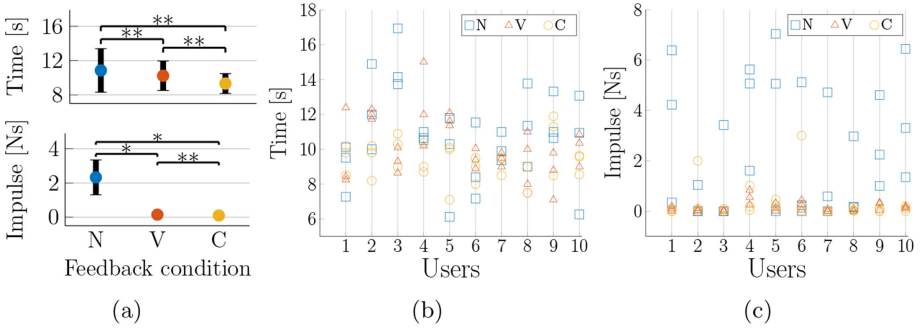 Time [s]
16
12
8
**
**
**
Impulse [Ns]
4
2
0
*
*
**
N V C
Feedback condition
(a)
N V C
Time [s]
18
16
14
12
10
8
6
1 2 3 4 5 6 7 8 9 10
Users
(b)
N V C
Impulse [Ns]
8
6
4
2
0
1 2 3 4 5 6 7 8 9 10
Users
(c)